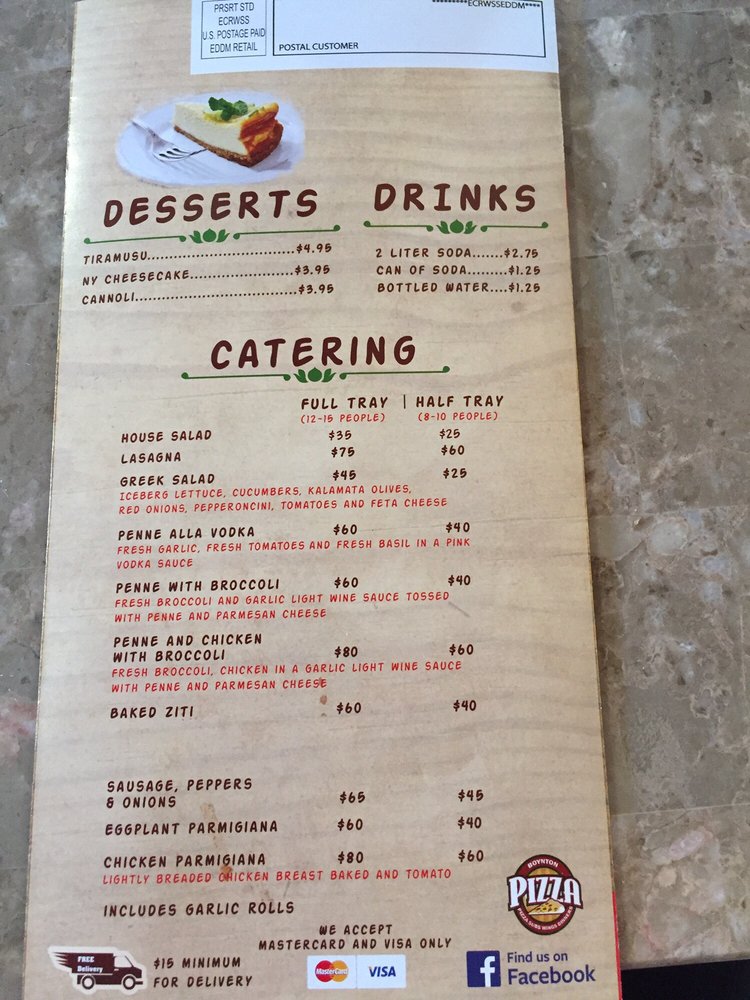 PRSRT STD
ECRWSS
U.S. POSTAGE PAID
EDDM RETAIL
*********ECRWSSEDDM****
POSTAL CUSTOMER
DESSERTS
TIRAMUSU................................$4.95
NY CHEESECAKE.......................$3.95
CANNOLI....................................$3.95
DRINKS
2 LITER SODA.......$2.75
CAN OF SODA.........$1.25
BOTTLED WATER....$1.25
CATERING
FULL TRAY | HALF TRAY
(12-15 PEOPLE) (8-10 PEOPLE)
HOUSE SALAD $35 $25
LASAGNA $75 $60
GREEK SALAD $45 $25
ICEBERG LETTUCE, CUCUMBERS, KALAMATA OLIVES,
RED ONIONS, PEPPERONCINI, TOMATOES AND FETA CHEESE
PENNE ALLA VODKA $60 $40
FRESH GARLIC, FRESH TOMATOES AND FRESH BASIL IN A PINK
VODKA SAUCE
PENNE WITH BROCCOLI $60 $40
FRESH BROCCOLI AND GARLIC LIGHT WINE SAUCE TOSSED
WITH PENNE AND PARMESAN CHEESE
PENNE AND CHICKEN
WITH BROCCOLI $80 $60
FRESH BROCCOLI, CHICKEN IN A GARLIC LIGHT WINE SAUCE
WITH PENNE AND PARMESAN CHEESE
BAKED ZITI $60 $40
SAUSAGE, PEPPERS
& ONIONS $65 $45
EGGPLANT PARMIGIANA $60 $40
CHICKEN PARMIGIANA $80 $60
LIGHTLY BREADED CHICKEN BREAST BAKED AND TOMATO
INCLUDES GARLIC ROLLS
BOYNTON
PIZZA
PIZZA SUBS WINGS DINNERS
WE ACCEPT
MASTERCARD AND VISA ONLY
FREE
Delivery
$15 MINIMUM
FOR DELIVERY
MasterCard
VISA
f
Find us on
Facebook